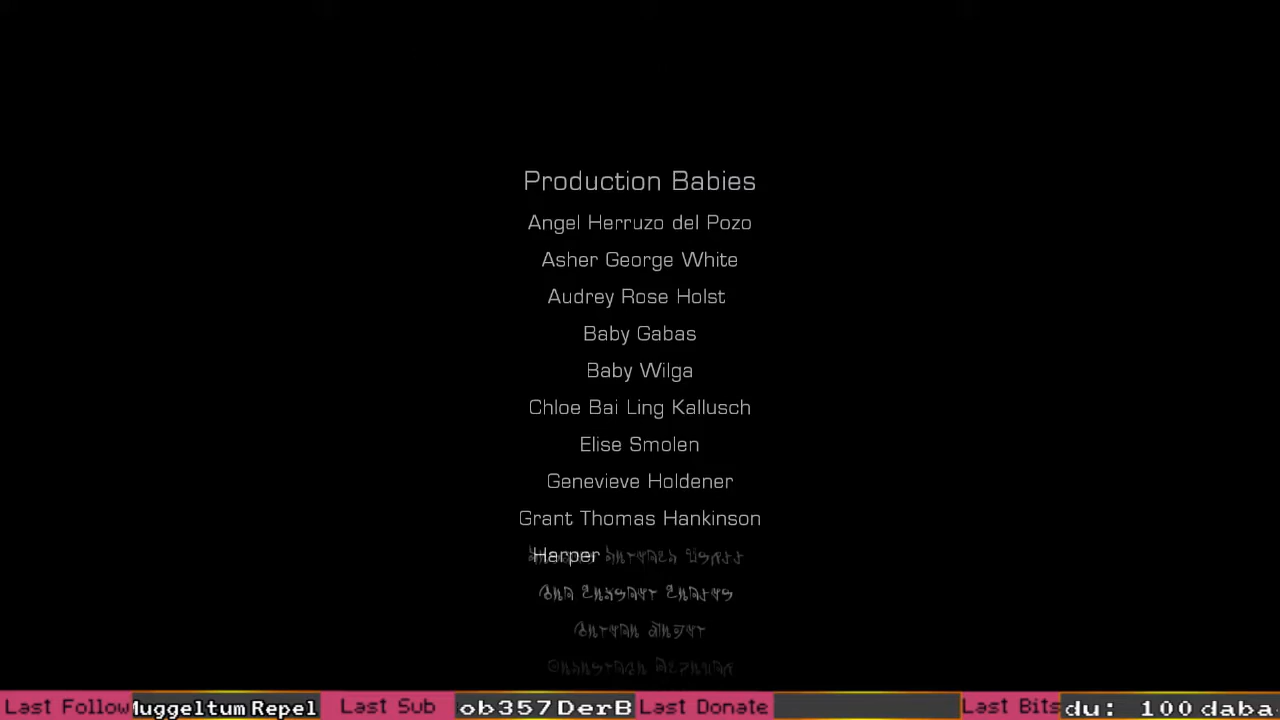 Production Babies
Angel Herruzo del Pozo
Asher George White
Audrey Rose Holst
Baby Gabas
Baby Wilga
Chloe Bai Ling Kallusch
Elise Smolen
Genevieve Holdener
Grant Thomas Hankinson
Harper
Last Follow Muggeltum Repel Last Sub ob357DerB Last Donate Last Bits du: 100 daba